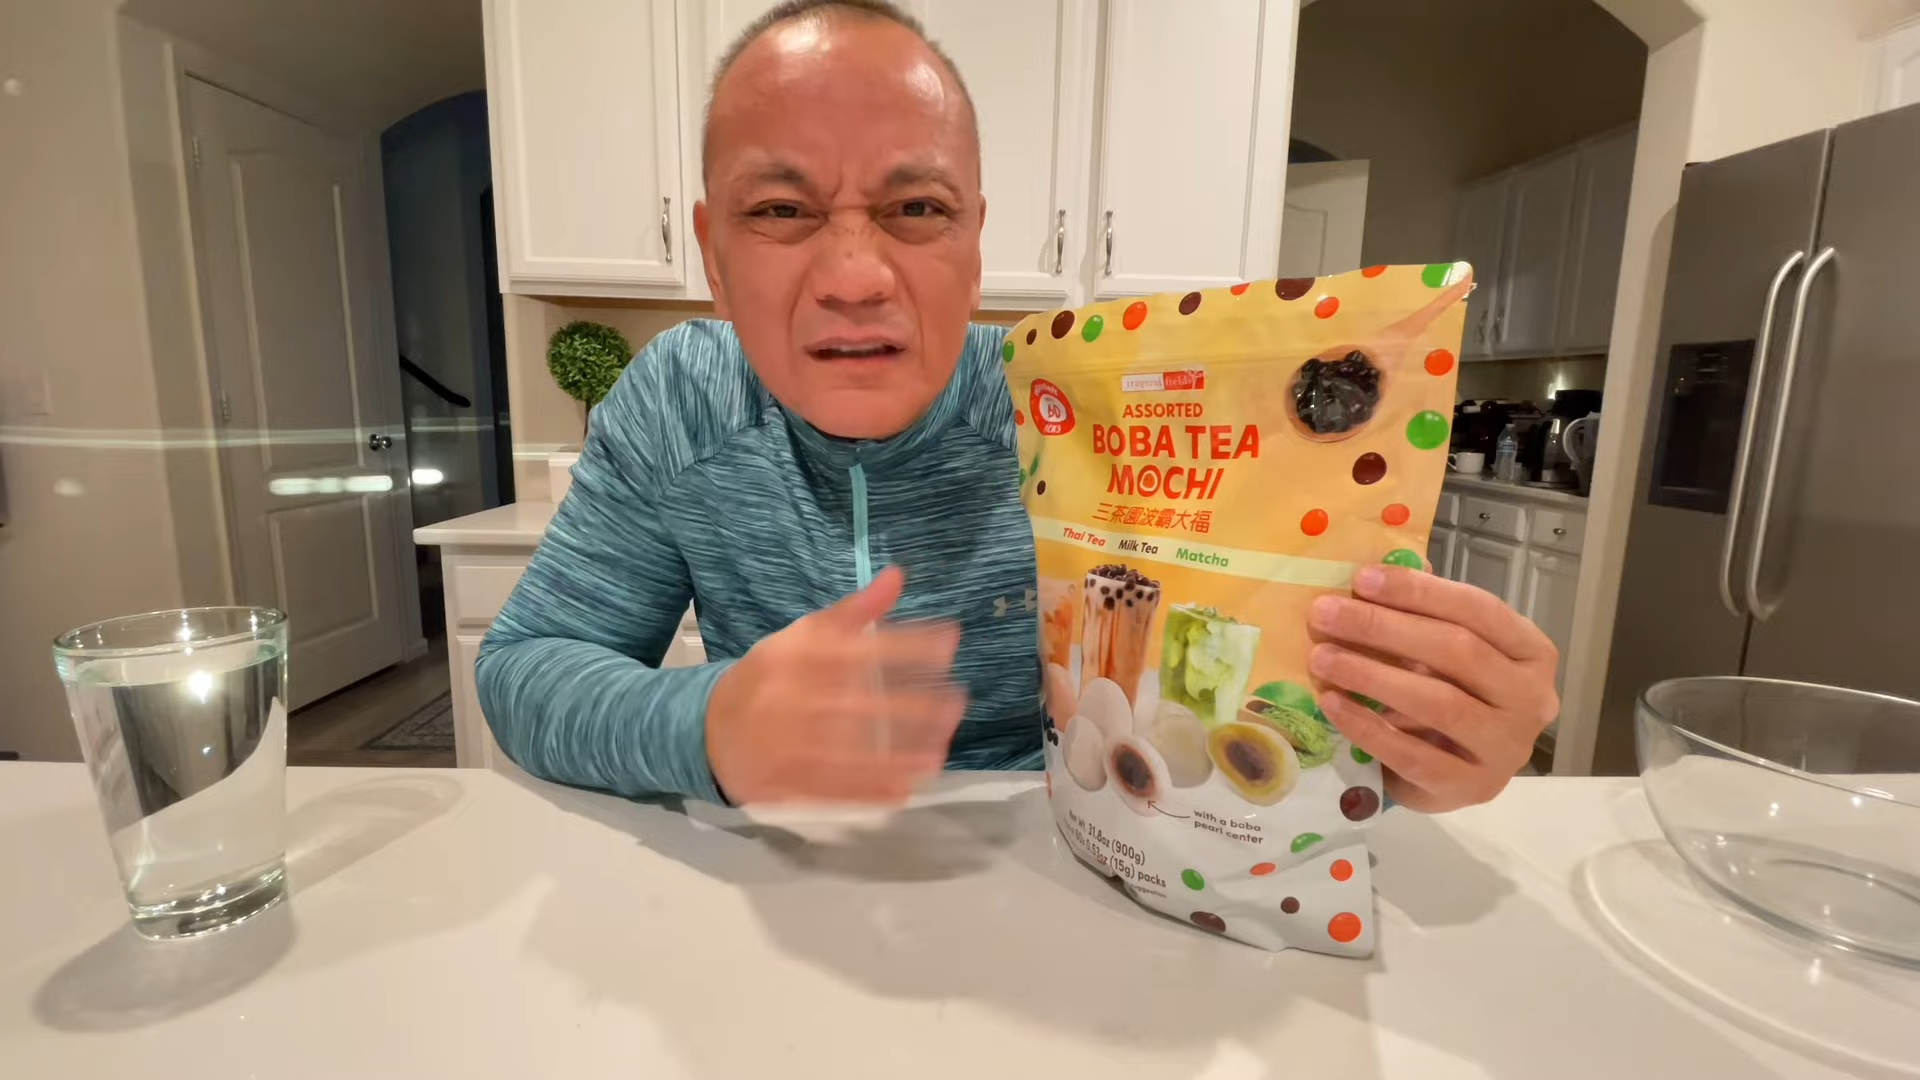 tropical fields
80
ASSORTED
BOBA TEA
MOCHI
三茶園波霸大福
Thai Tea Milk Tea Matcha
with a boba
pearl center
Net Wt. 31.8oz (900g)
0.53oz (15g) packs